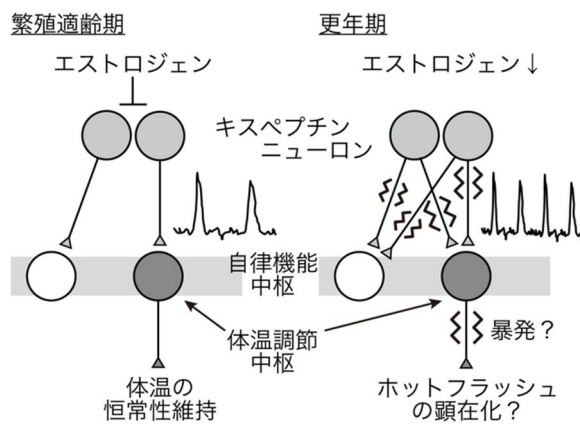 繁殖適齢期
エストロジェン
更年期
エストロジェン↓
キスペプチン
ニューロン
自律機能
中枢
体温調節
中枢
暴発？
体温の
恒常性維持
ホットフラッシュ
の顕在化？